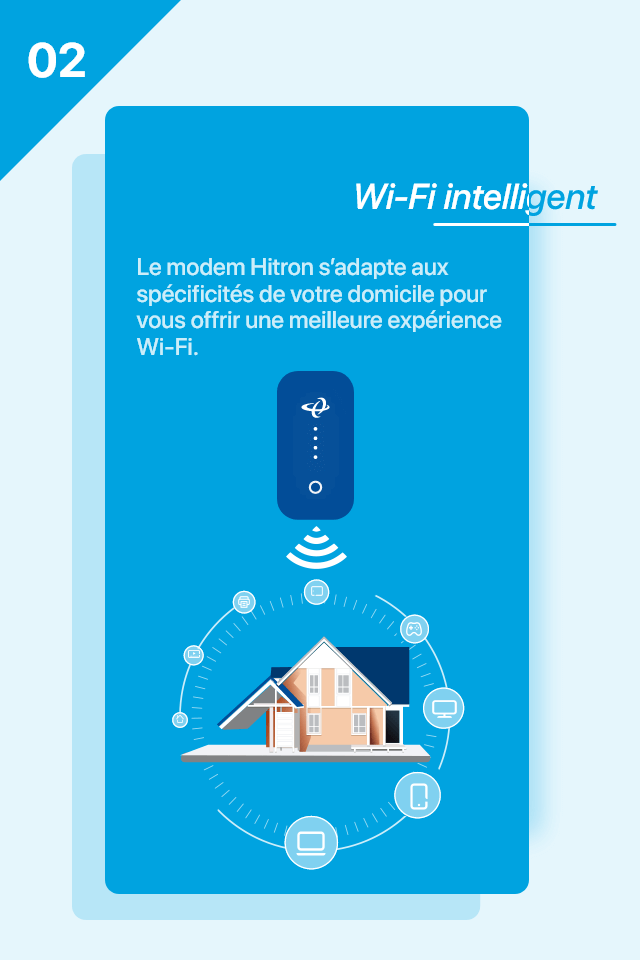 02
Wi-Fi intelligent
Le modem Hitron s’adapte aux
spécificités de votre domicile pour
vous offrir une meilleure expérience
Wi-Fi.